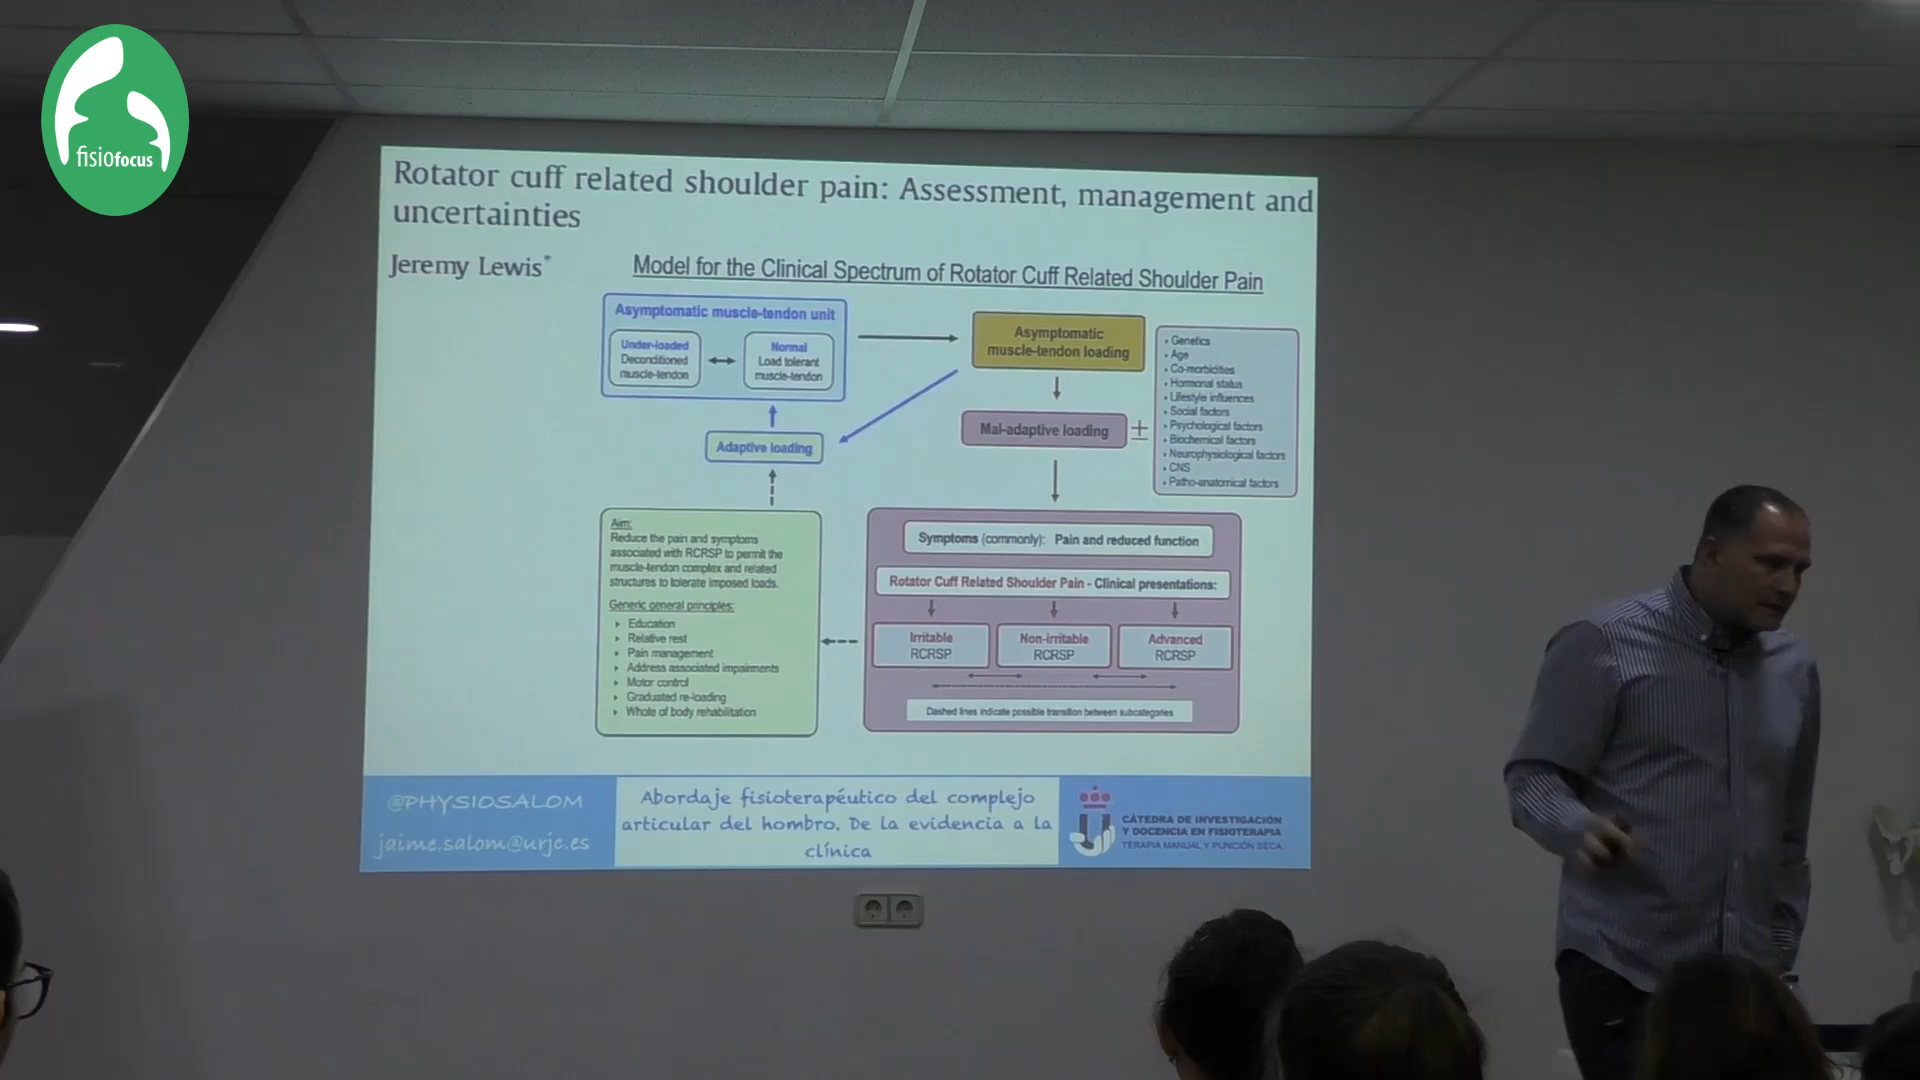 fisiofocus
Rotator cuff related shoulder pain: Assessment, management and
uncertainties
Jeremy Lewis*
Model for the Clinical Spectrum of Rotator Cuff Related Shoulder Pain
Asymptomatic muscle-tendon unit
Under-loaded
Deconditioned
muscle-tendon
Normal
Load tolerant
muscle-tendon
Asymptomatic
muscle-tendon loading
• Genetics
• Age
• Co-morbidities
• Hormonal status
• Lifestyle influences
• Social factors
• Psychological factors
• Biochemical factors
• Neurophysiological factors
• CNS
• Patho-anatomical factors
Mal-adaptive loading
±
Adaptive loading
Aim:
Reduce the pain and symptoms
associated with RCRSP to permit the
muscle-tendon complex and related
structures to tolerate imposed loads.
Generic general principles:
Education
Relative rest
Pain management
Address associated impairments
Motor control
Graduated re-loading
Whole of body rehabilitation
Symptoms (commonly): Pain and reduced function
Rotator Cuff Related Shoulder Pain - Clinical presentations:
Irritable
RCRSP
Non-irritable
RCRSP
Advanced
RCRSP
Dashed lines indicate possible transition between subcategories
@PHYSIOSALOM
jaime.salom@urjc.es
Abordaje fisioterapéutico del complejo
articular del hombro. De la evidencia a la
clínica
CÁTEDRA DE INVESTIGACIÓN
Y DOCENCIA EN FISIOTERAPIA
TERAPIA MANUAL Y PUNCIÓN SECA